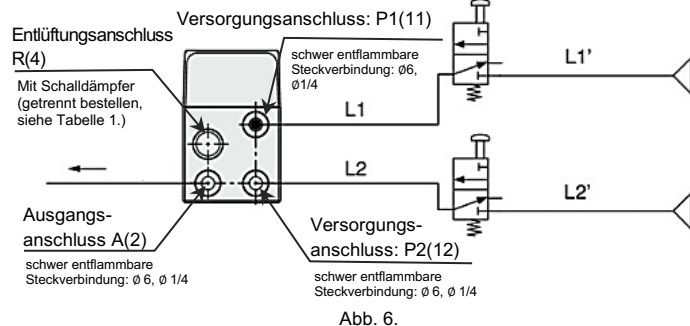 Versorgungsanschluss: P1(11)
schwer entflammbare
Steckverbindung: Ø6,
Ø1/4
Entlüftungsanschluss
R(4)
Mit Schalldämpfer
(getrennt bestellen,
siehe Tabelle 1.)
L1
L1’
L2
L2’
Ausgangs-
anschluss A(2)
schwer entflammbare
Steckverbindung: Ø 6, Ø 1/4
Versorgungs-
anschluss: P2(12)
schwer entflammbare
Steckverbindung: Ø 6, Ø 1/4
Abb. 6.